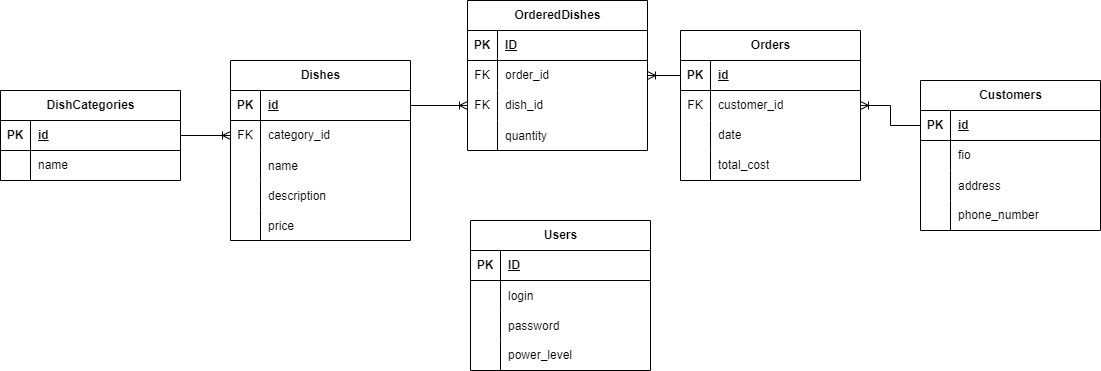 DishCategories
PK id
name
Dishes
PK id
FK category_id
name
description
price
OrderedDishes
PK ID
FK order_id
FK dish_id
quantity
Orders
PK id
FK customer_id
date
total_cost
Customers
PK id
fio
address
phone_number
Users
PK ID
login
password
power_level